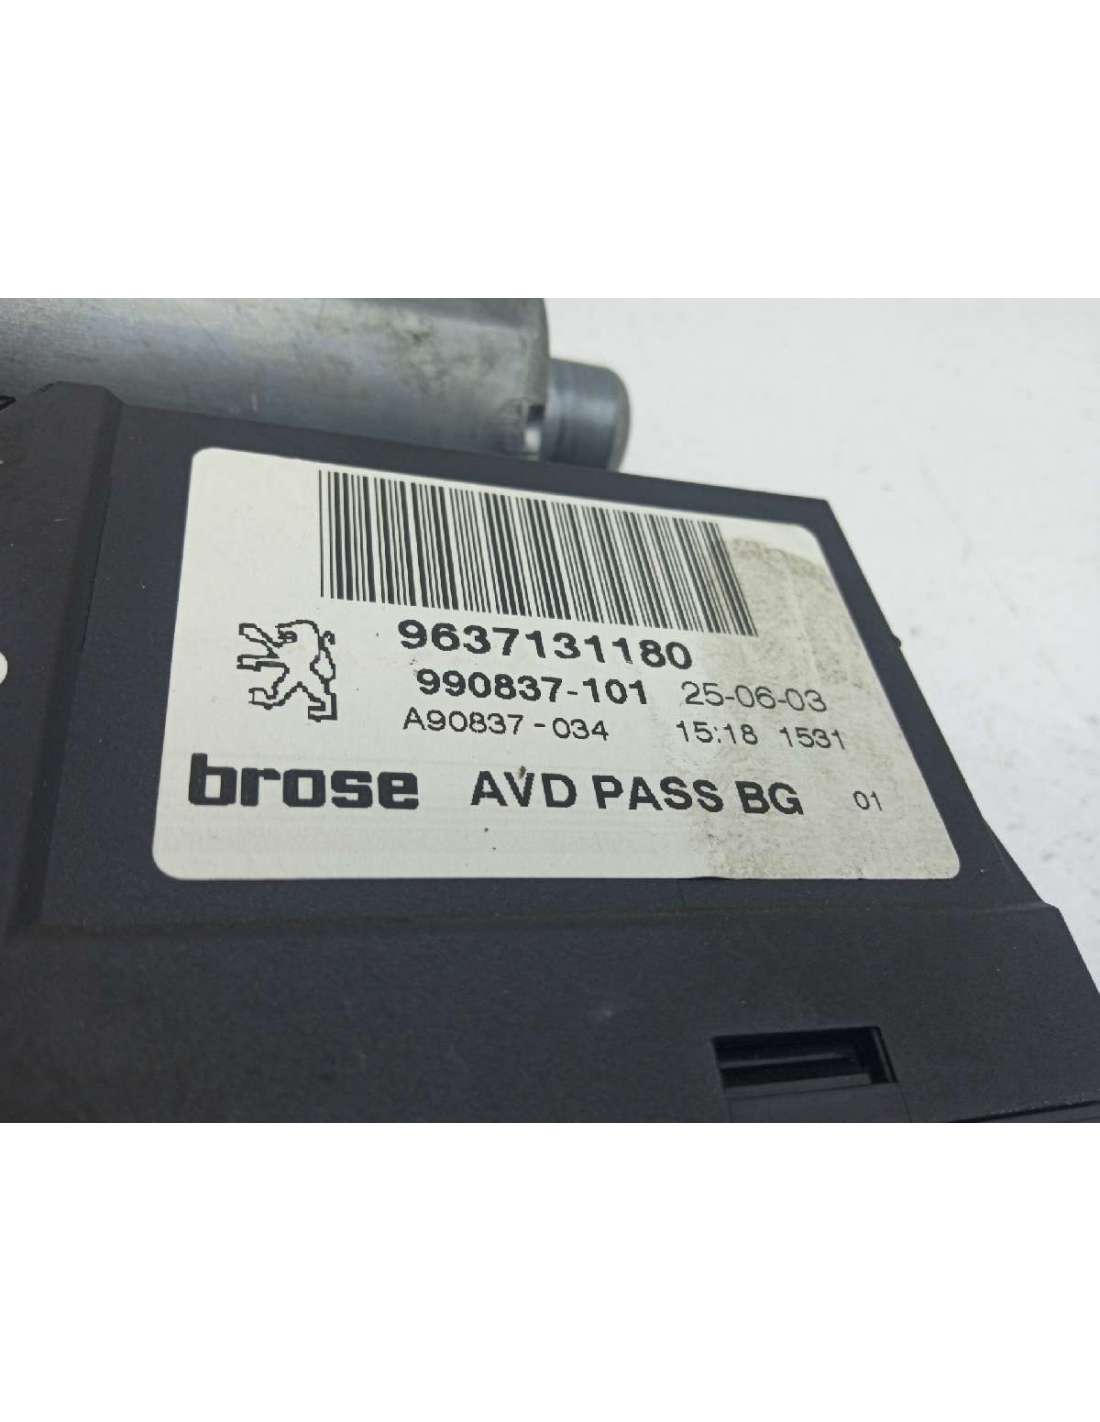 9637131180
990837-101 25-06-03
A90837-034 15:18 1531
brose AVD PASS BG 01